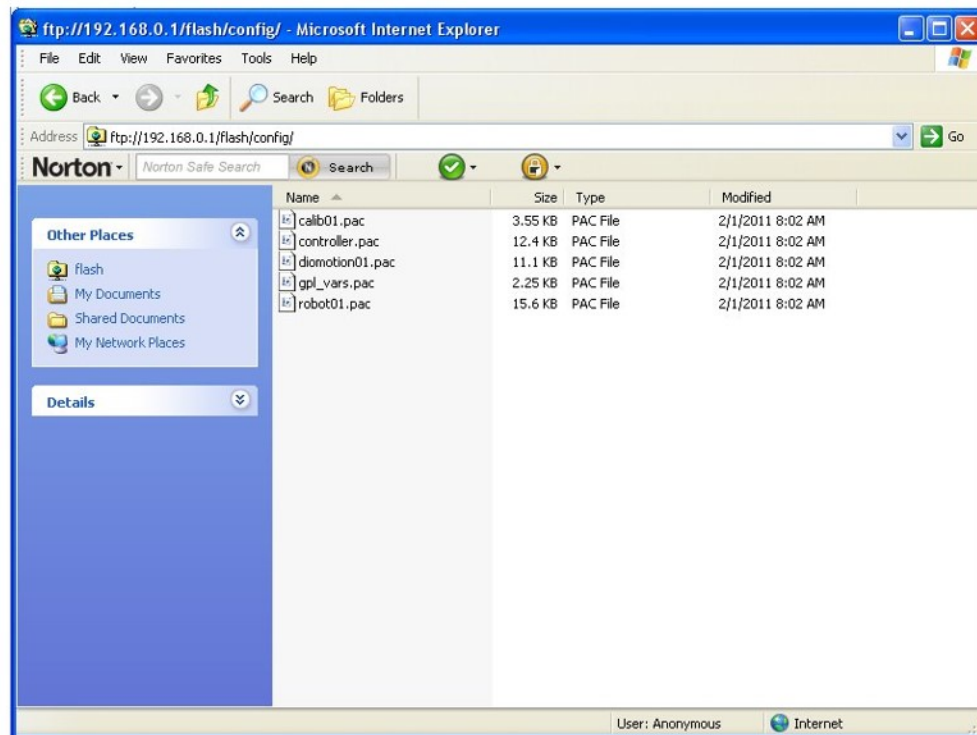 ftp://192.168.0.1/flash/config/ - Microsoft Internet Explorer
File Edit View Favorites Tools Help
Back Search Folders
Address ftp://192.168.0.1/flash/config/ Go
Norton Norton Safe Search Search
Name Size Type Modified
Other Places
flash
My Documents
Shared Documents
My Network Places
Details
calib01.pac 3.55 KB PAC File 2/1/2011 8:02 AM
controller.pac 12.4 KB PAC File 2/1/2011 8:02 AM
diomotion01.pac 11.1 KB PAC File 2/1/2011 8:02 AM
gpl_vars.pac 2.25 KB PAC File 2/1/2011 8:02 AM
robot01.pac 15.6 KB PAC File 2/1/2011 8:02 AM
User: Anonymous Internet